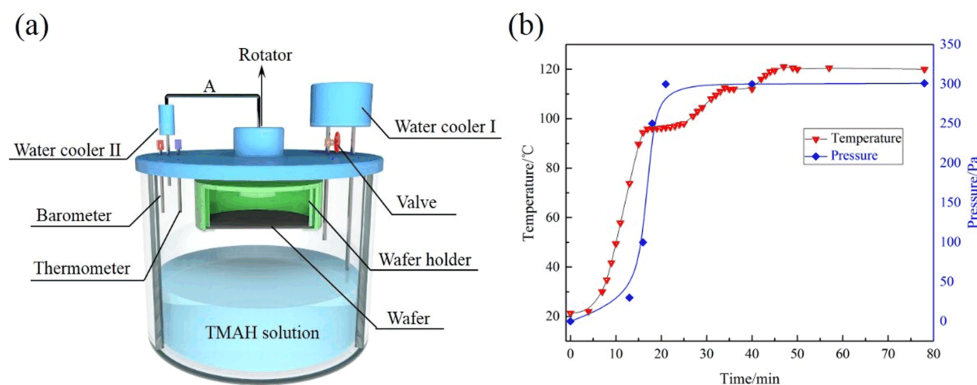 (a)
Rotator
A
Water cooler I
Water cooler II
Valve
Barometer
Wafer holder
Thermometer
Wafer
TMAH solution
(b)
Temperature/℃
120
100
80
60
40
20
0 10 20 30 40 50 60 70 80
Time/min
Temperature
Pressure
350
300
250
200
150
100
50
0
Pressure/Pa